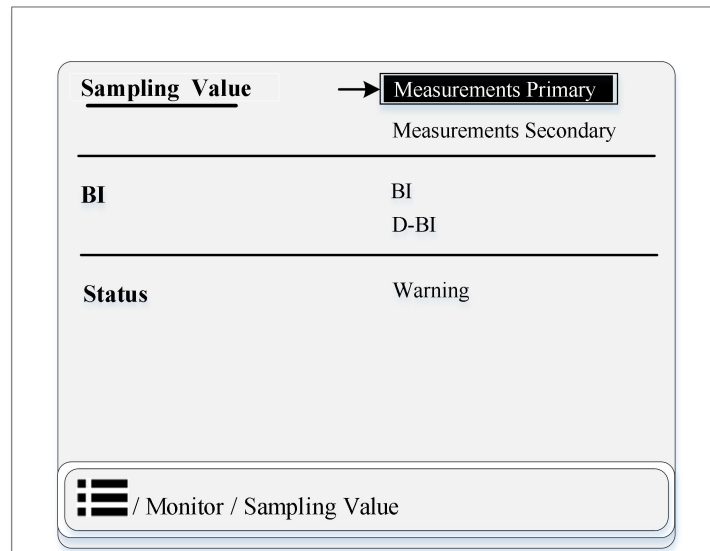 Sampling Value
Measurements Primary
Measurements Secondary
BI
BI
D-BI
Status
Warning
/ Monitor / Sampling Value